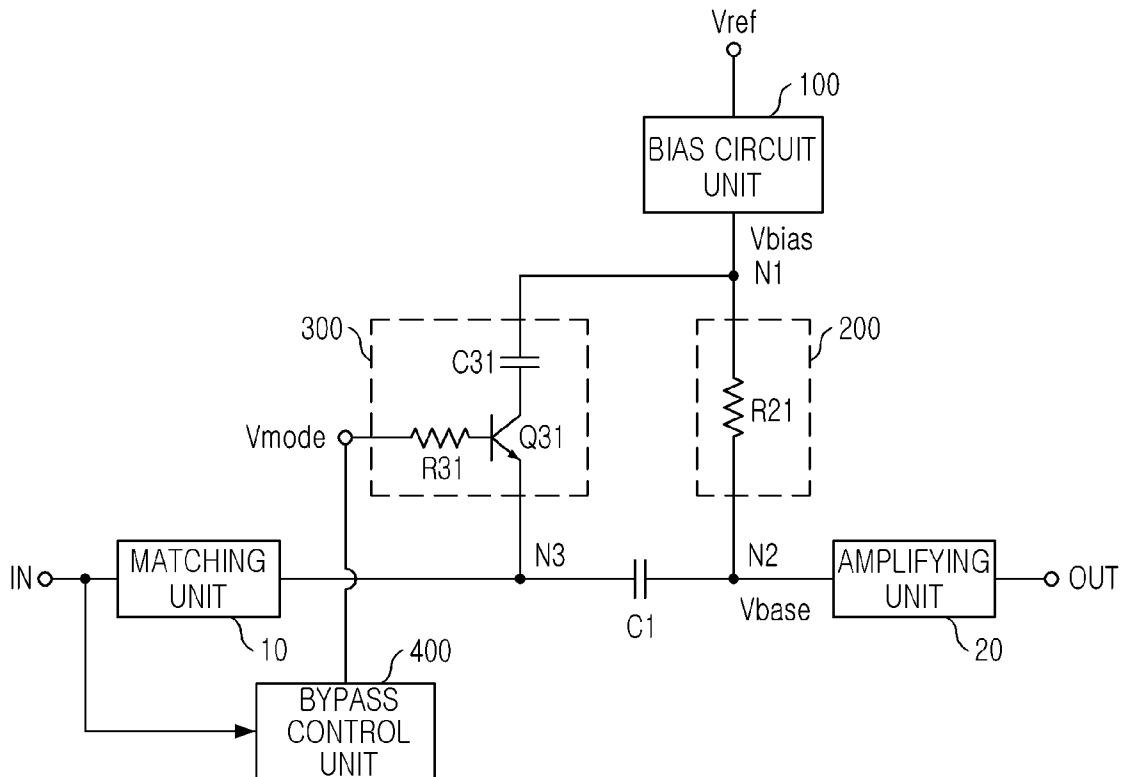 Vref
100
BIAS CIRCUIT
UNIT
Vbias
N1
300
200
C31
R21
Vmode
Q31
R31
IN
MATCHING
UNIT
N3
N2
AMPLIFYING
UNIT
OUT
C1
Vbase
10
20
400
BYPASS
CONTROL
UNIT